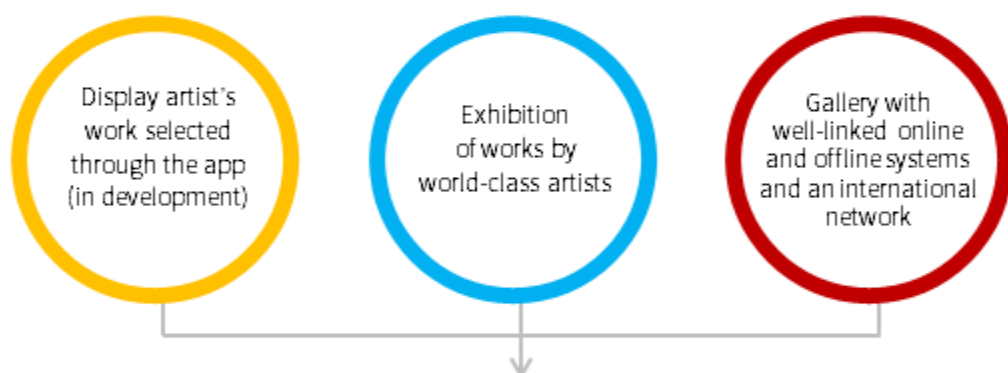 Display artist's
work selected
through the app
(in development)
Exhibition
of works by
world-class artists
Gallery with
well-linked online
and offline systems
and an international
network